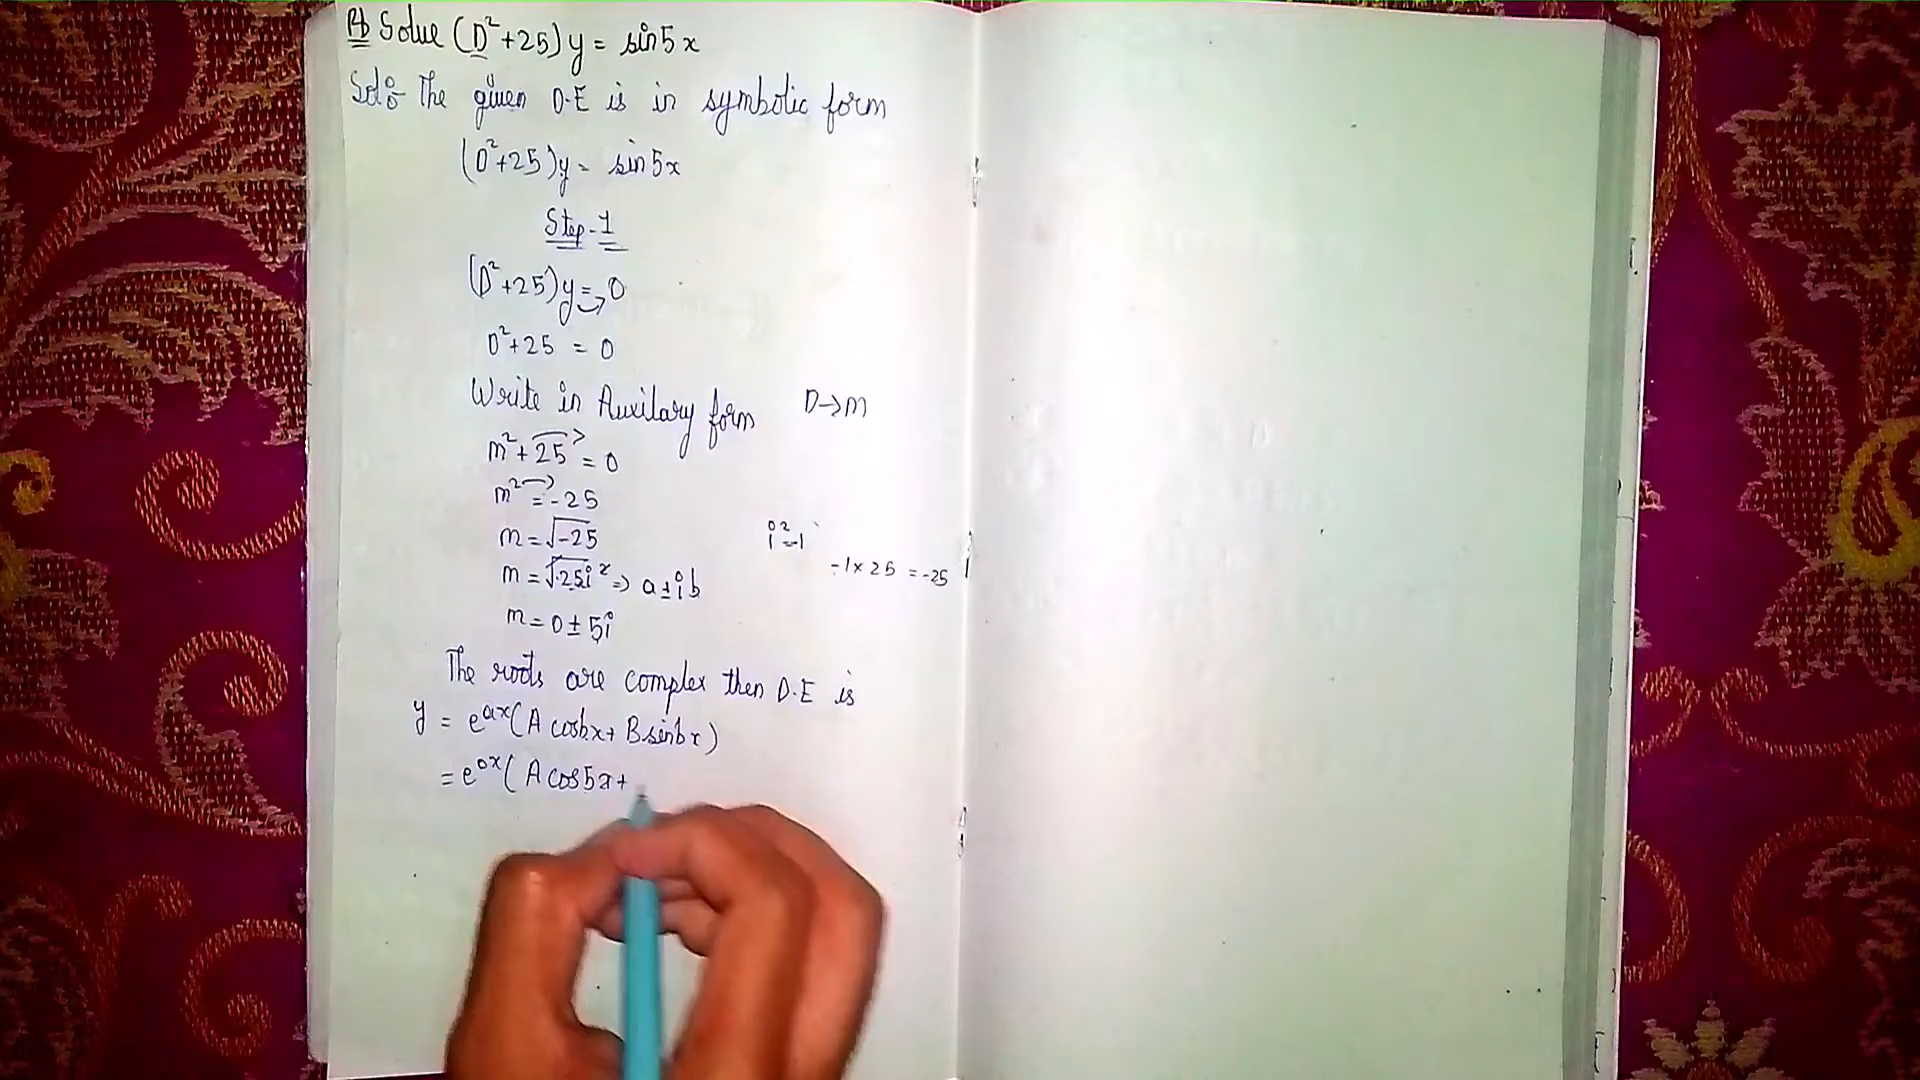 Pb Solve (D²+25)y = sin5x
Sol:- The given D.E is in symbolic form
(D²+25)y = sin5x
Step-1
(D²+25)y = 0
D²+25 = 0
Write in Auxilary form D→m
m²+25 = 0
m² = -25
m = √-25
i² = -1
-1×25 = -25
m = √25i² => a±ib
m = 0±5i
The roots are complex then D.E is
y = e^ax(A cosbx + B sinbx)
= e^0x(A cos5x+